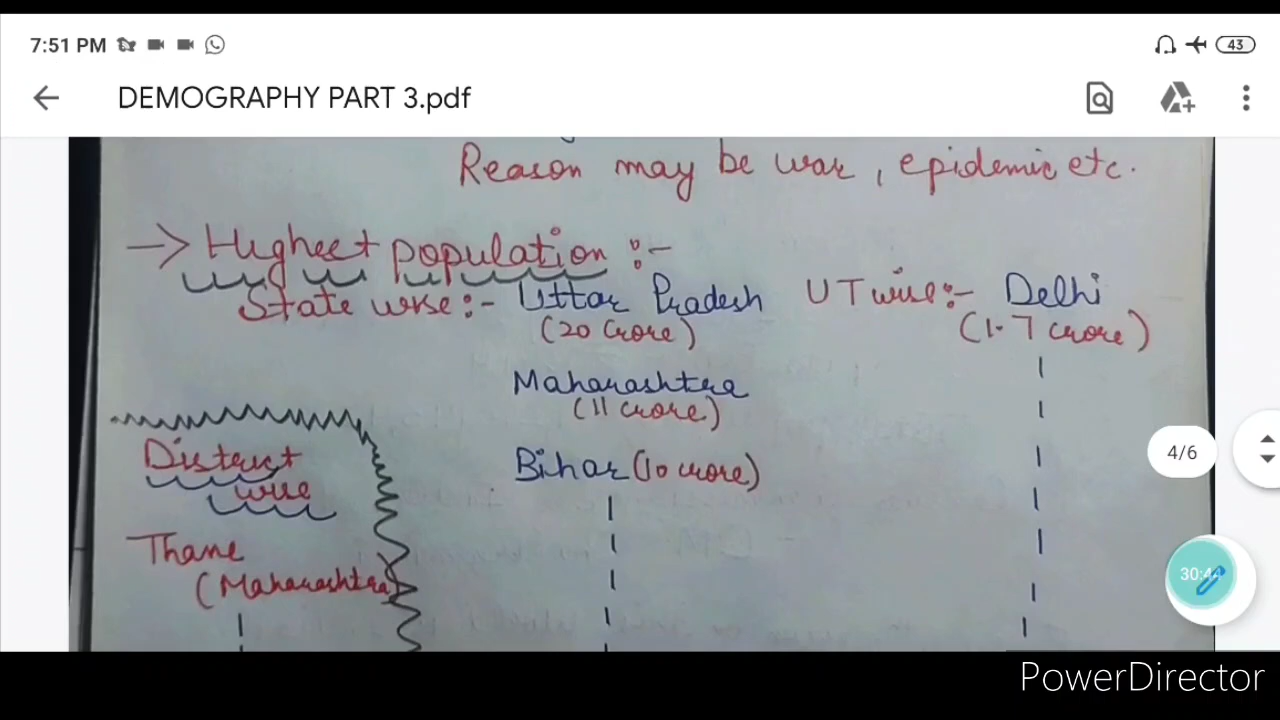 7:51 PM
43
DEMOGRAPHY PART 3.pdf
Reason may be war, epidemic etc.
→ Highest population :-
State wise :- Uttar Pradesh UT wise :- Delhi
(20 crore) (1.7 crore)
Maharashtra
(11 crore)
Bihar (10 crore)
District
wise
Thane
(Maharashtra)
4/6
30:44
PowerDirector